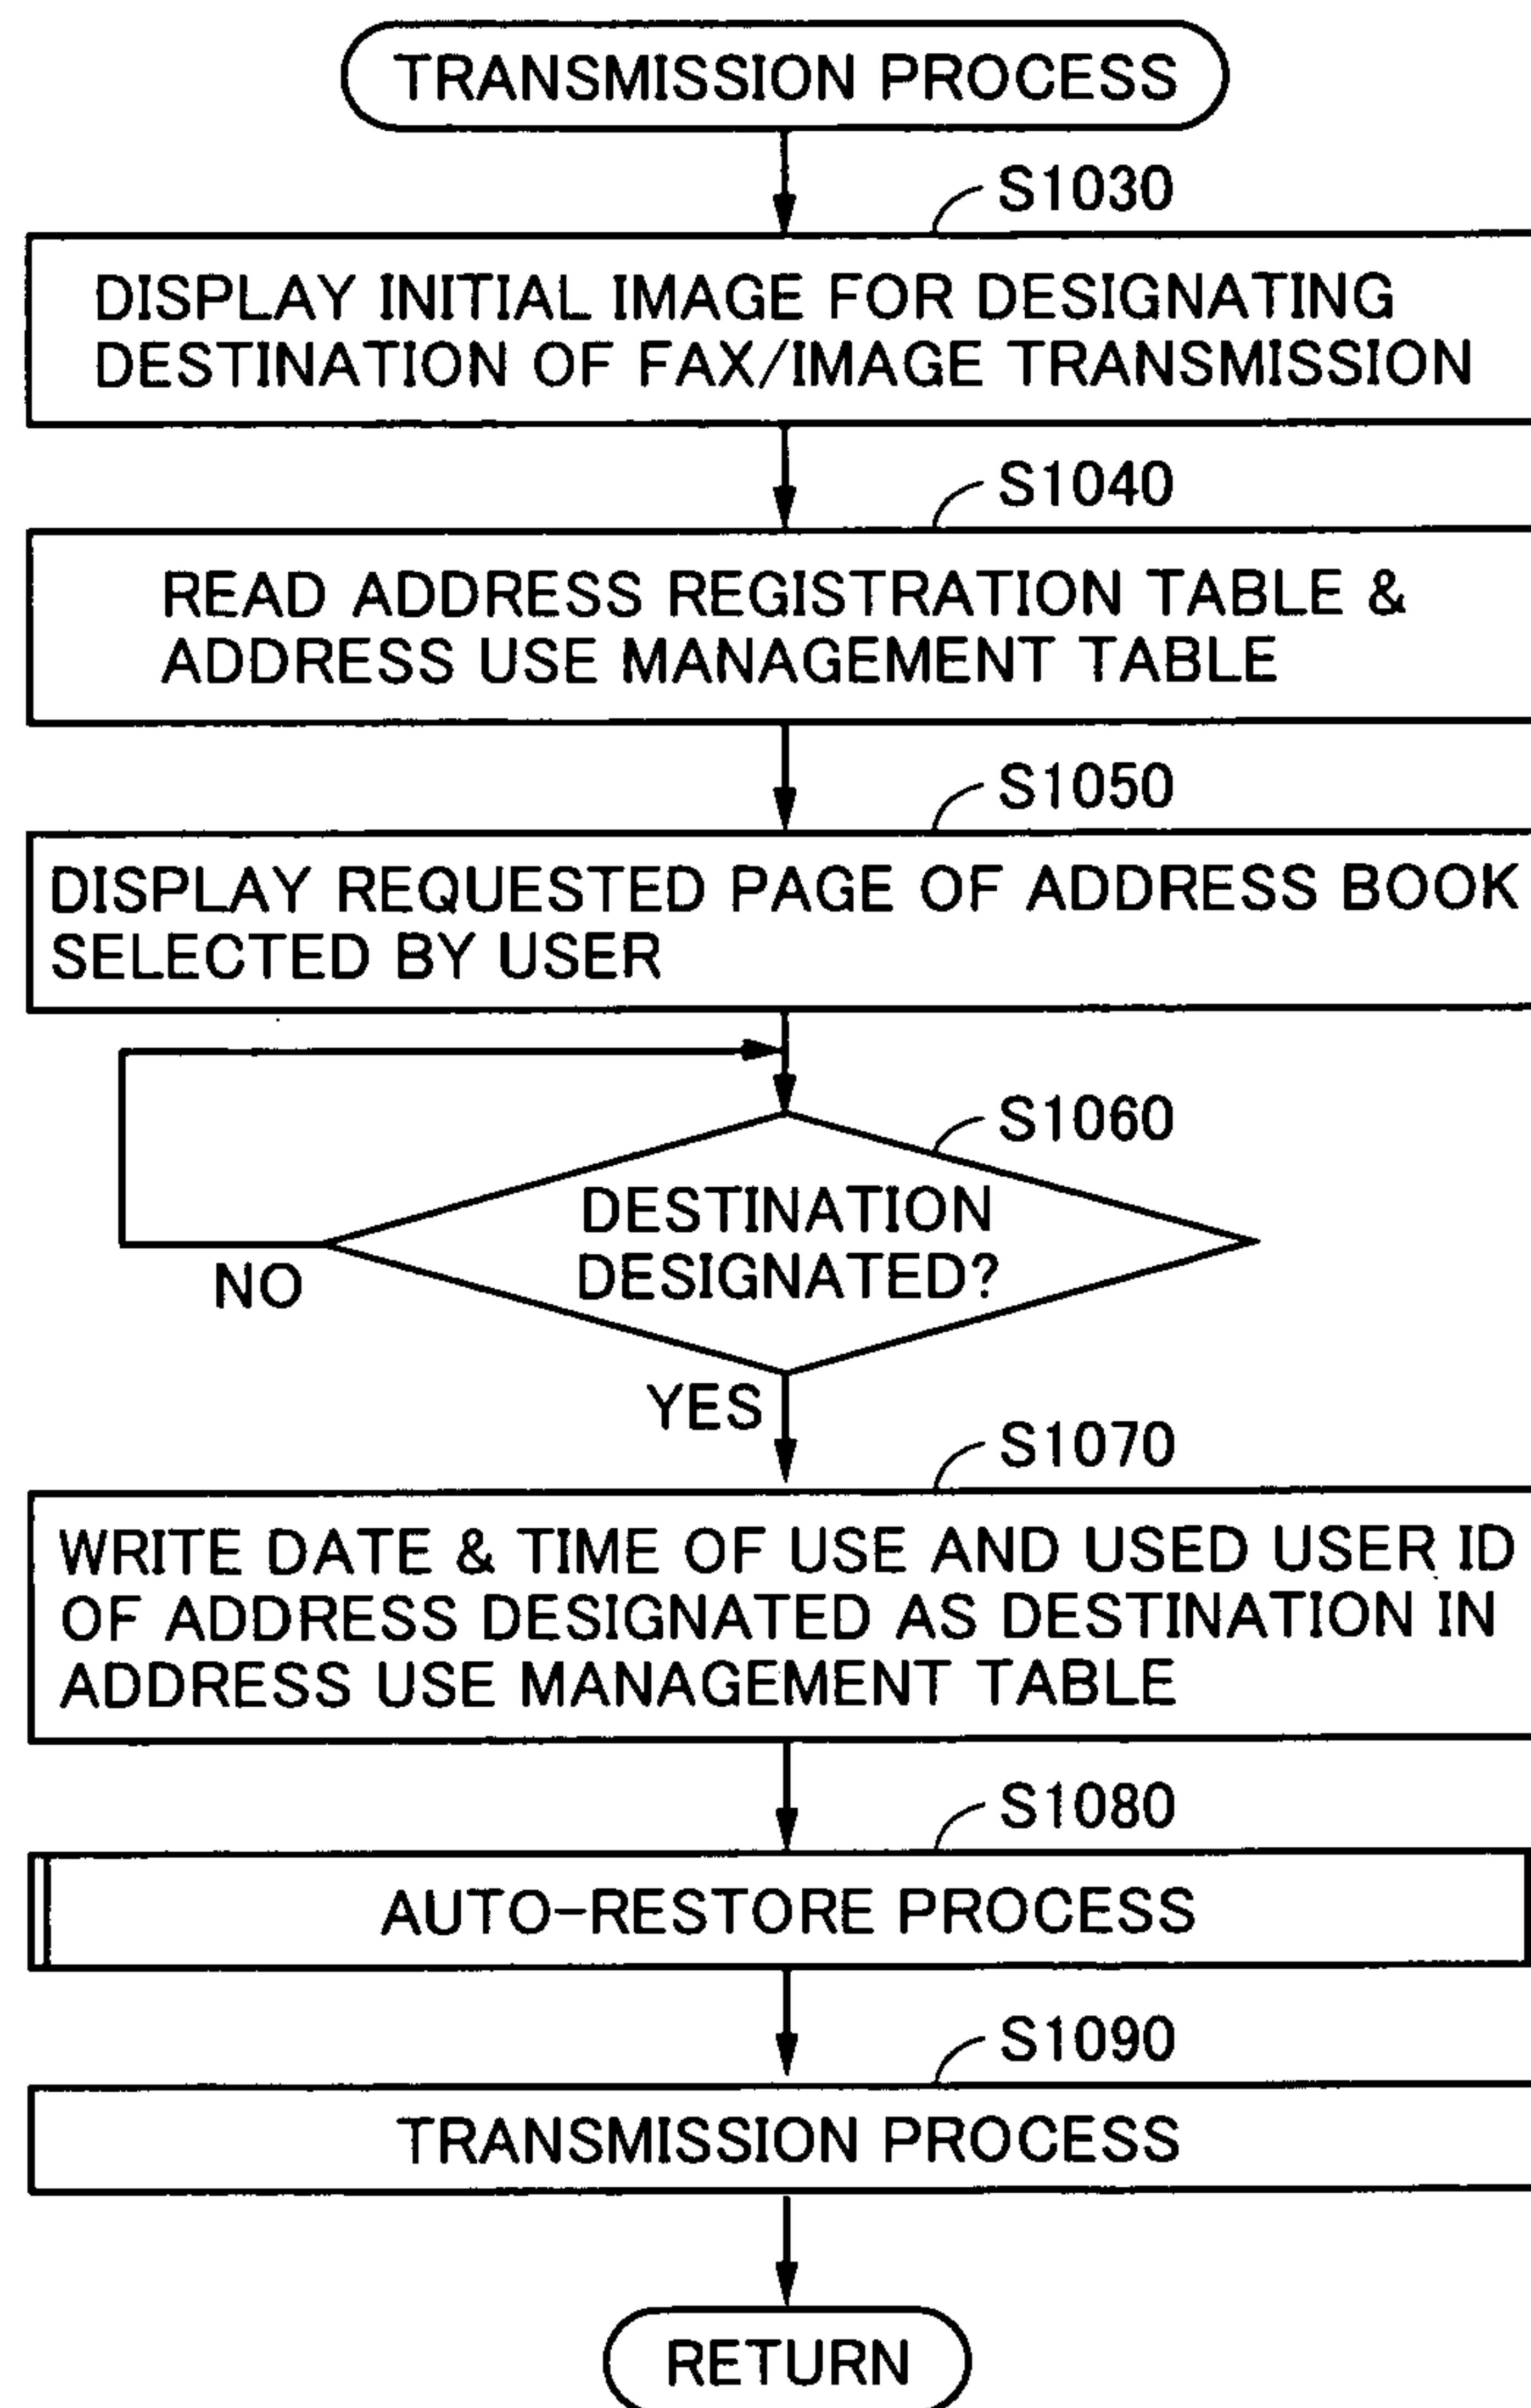 TRANSMISSION PROCESS
S1030
DISPLAY INITIAL IMAGE FOR DESIGNATING
DESTINATION OF FAX/IMAGE TRANSMISSION
S1040
READ ADDRESS REGISTRATION TABLE &
ADDRESS USE MANAGEMENT TABLE
S1050
DISPLAY REQUESTED PAGE OF ADDRESS BOOK
SELECTED BY USER
S1060
DESTINATION
DESIGNATED?
NO
YES
S1070
WRITE DATE & TIME OF USE AND USED USER ID
OF ADDRESS DESIGNATED AS DESTINATION IN
ADDRESS USE MANAGEMENT TABLE
S1080
AUTO-RESTORE PROCESS
S1090
TRANSMISSION PROCESS
RETURN